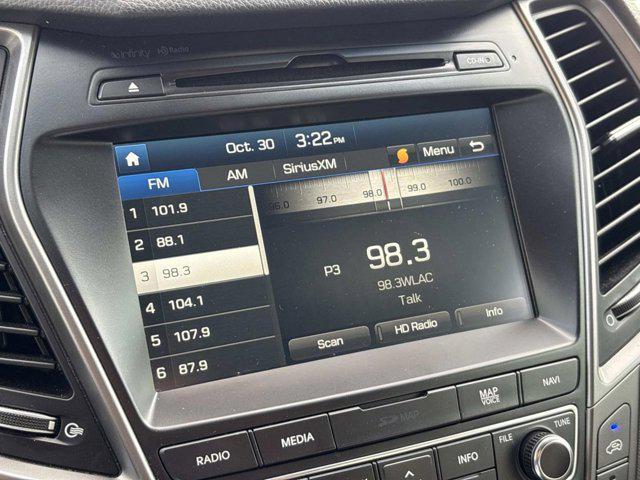 infinity HD Radio
CD-IN
Oct. 30 3:22 PM
Menu
FM AM SiriusXM
96.0 97.0 98.0 99.0 100.0
1 101.9
2 88.1
3 98.3
4 104.1
5 107.9
6 87.9
P3 98.3
98.3WLAC
Talk
Scan HD Radio Info
RADIO MEDIA SD MAP MAP VOICE NAVI
INFO FILE TUNE